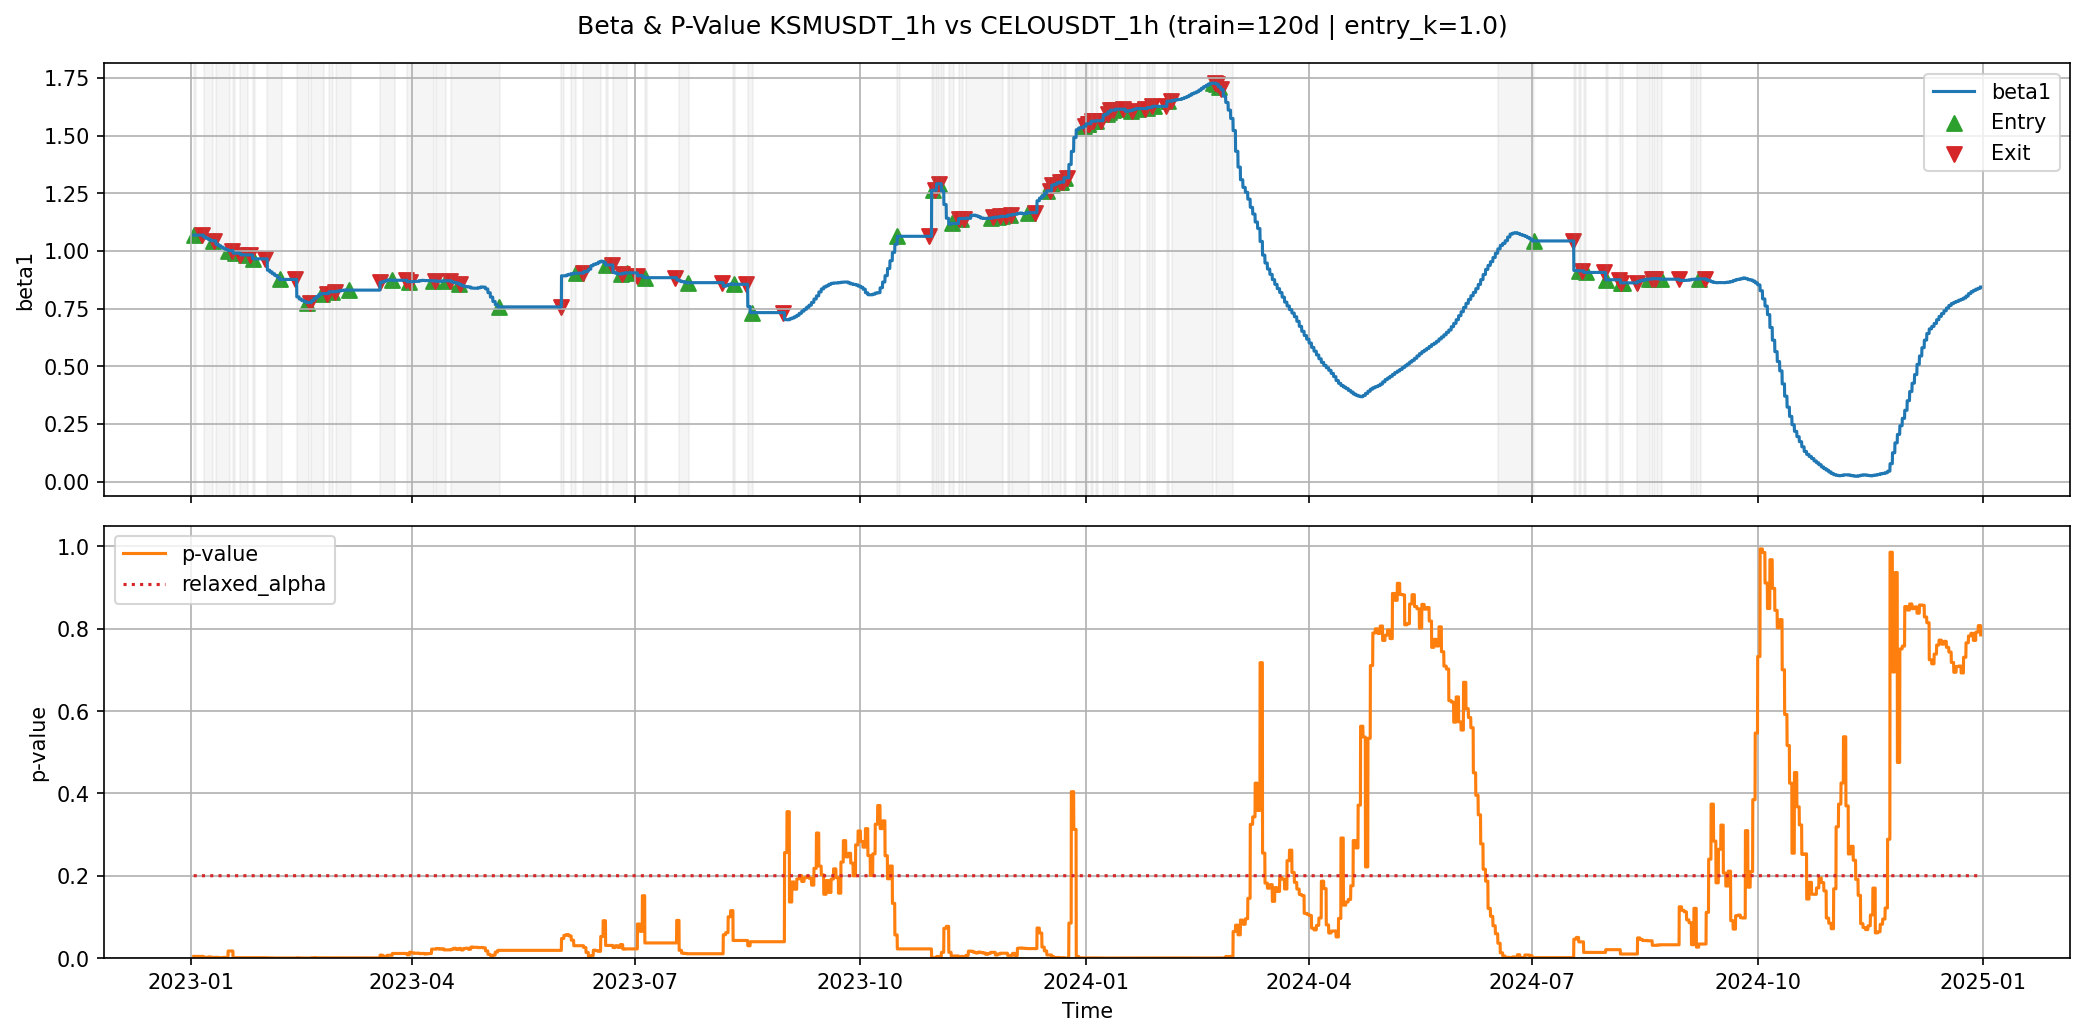 Beta & P-Value KSMUSDT_1h vs CELOUSDT_1h (train=120d | entry_k=1.0)
beta1
1.75
1.50
1.25
1.00
0.75
0.50
0.25
0.00
beta1
Entry
Exit
p-value
1.0
0.8
0.6
0.4
0.2
0.0
p-value
relaxed_alpha
2023-01
2023-04
2023-07
2023-10
2024-01
2024-04
2024-07
2024-10
2025-01
Time